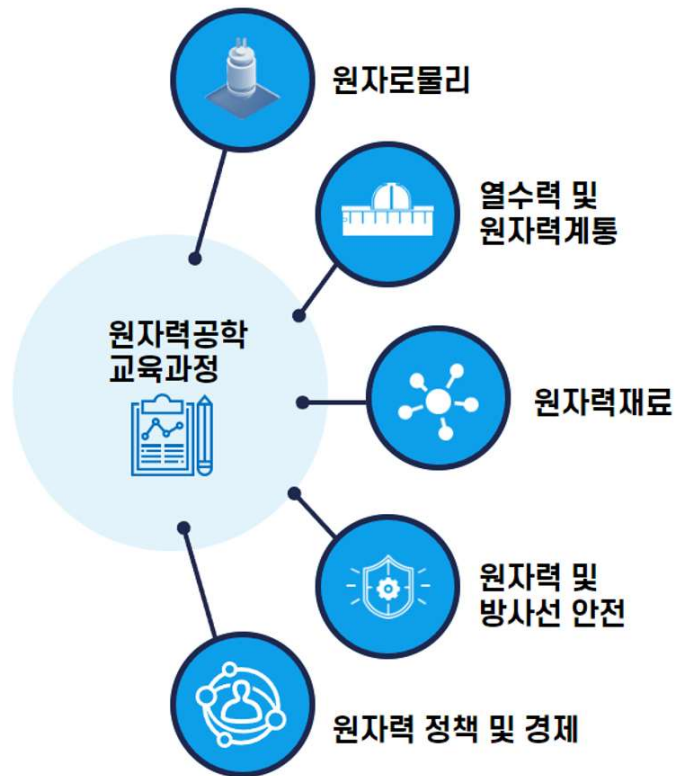 원자로물리
열수력 및
원자력계통
원자력공학
교육과정
원자력재료
원자력 및
방사선 안전
원자력 정책 및 경제